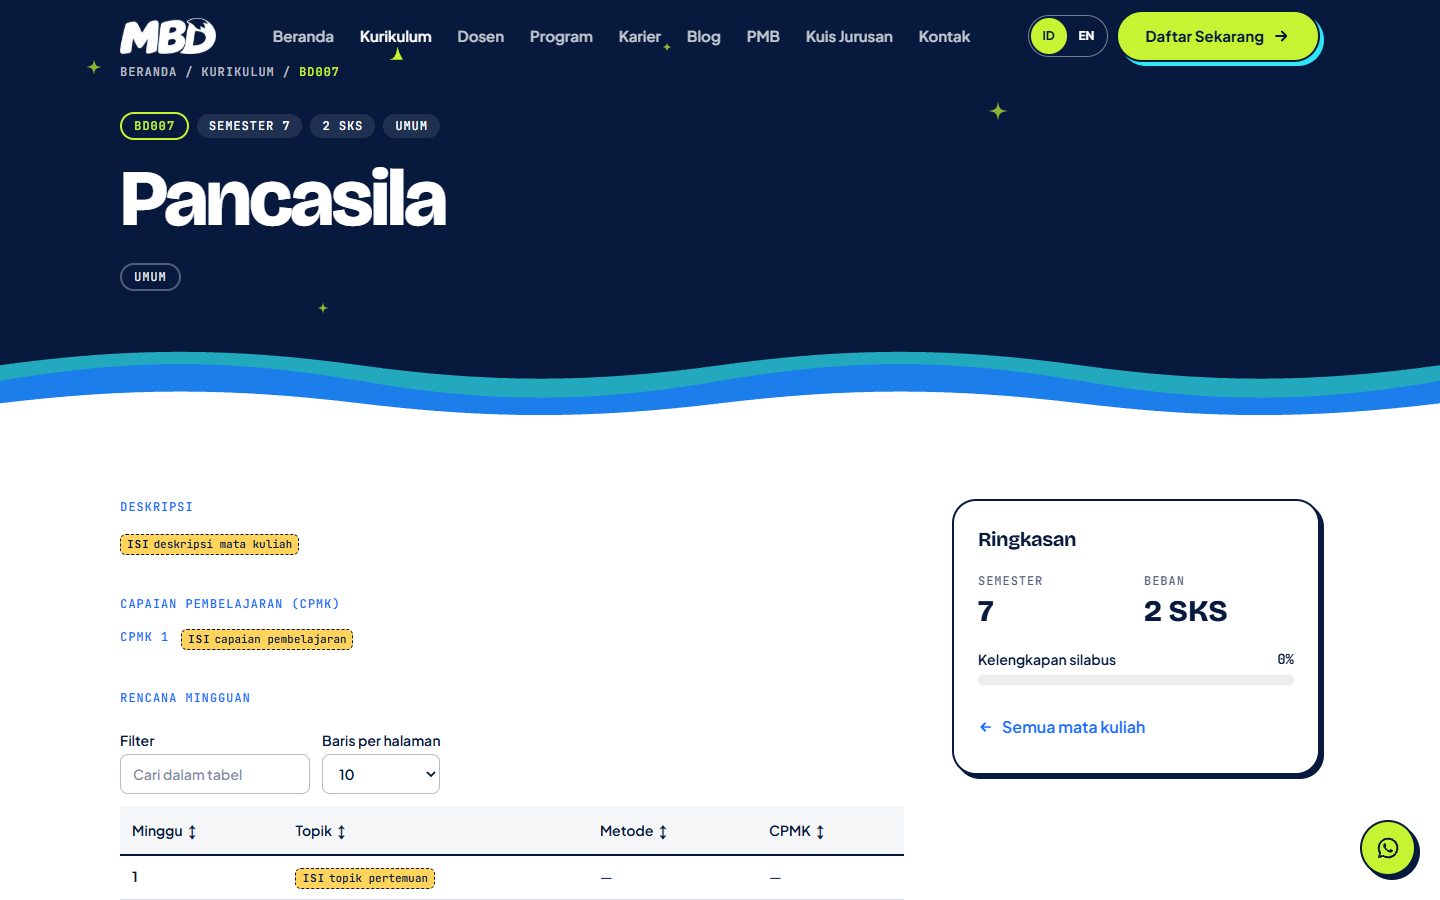 MBD
Beranda Kurikulum Dosen Program Karier Blog PMB Kuis Jurusan Kontak ID EN Daftar Sekarang →
BERANDA / KURIKULUM / BD007
BD007 SEMESTER 7 2 SKS UMUM
Pancasila
UMUM
DESKRIPSI
ISI deskripsi mata kuliah
CAPAIAN PEMBELAJARAN (CPMK)
CPMK 1 ISI capaian pembelajaran
RENCANA MINGGUAN
Filter Baris per halaman
Cari dalam tabel 10
Minggu ↕ Topik ↕ Metode ↕ CPMK ↕
1 ISI topik pertemuan — —
Ringkasan
SEMESTER BEBAN
7 2 SKS
Kelengkapan silabus 0%
← Semua mata kuliah